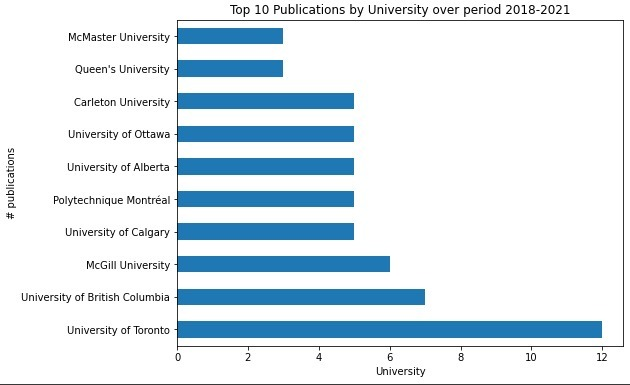 Top 10 Publications by University over period 2018-2021
McMaster University
Queen's University
Carleton University
University of Ottawa
University of Alberta
Polytechnique Montréal
University of Calgary
McGill University
University of British Columbia
University of Toronto
# publications
0 2 4 6 8 10 12
University